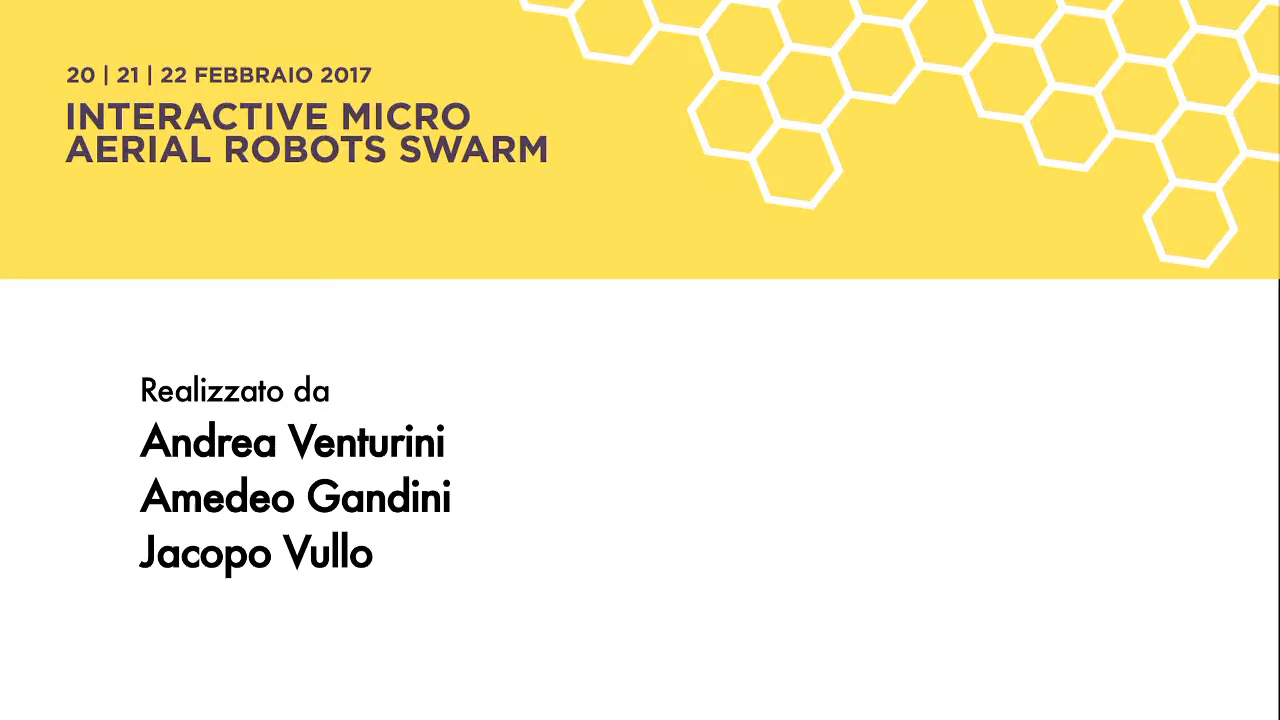 20 | 21 | 22 FEBBRAIO 2017
INTERACTIVE MICRO
AERIAL ROBOTS SWARM
Realizzato da
Andrea Venturini
Amedeo Gandini
Jacopo Vullo